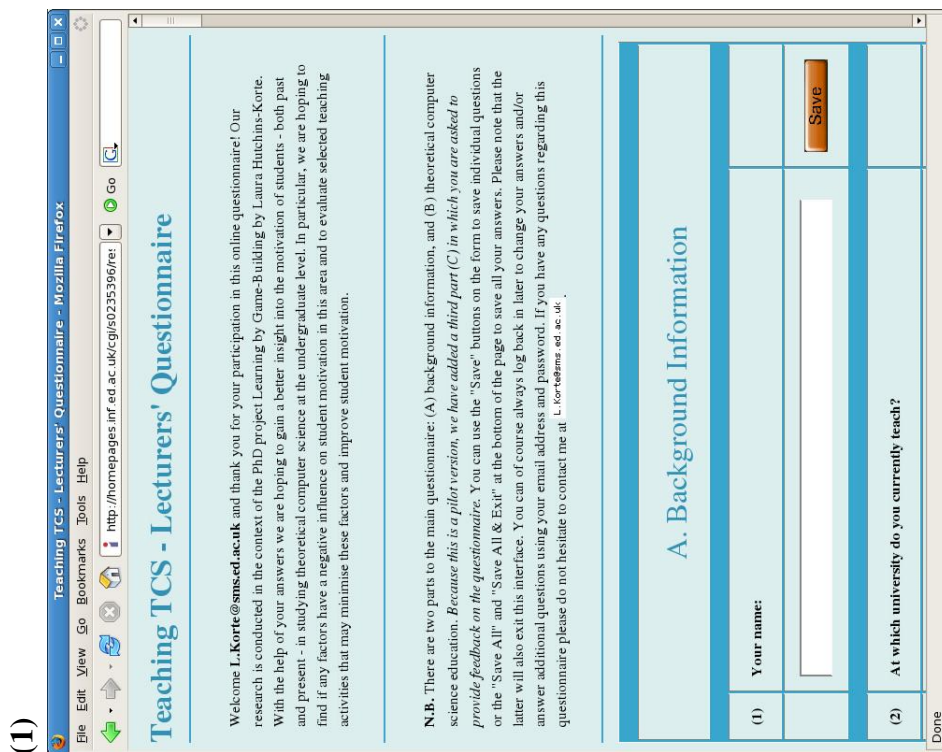 (1)
Teaching TCS - Lecturers' Questionnaire - Mozilla Firefox
File Edit View Go Bookmarks Tools Help
http://homepages.inf.ed.ac.uk/cgi/s0235396/re Go
Teaching TCS - Lecturers' Questionnaire
Welcome L.Korte@sms.ed.ac.uk and thank you for your participation in this online questionnaire! Our
research is conducted in the context of the PhD project Learning by Game-Building by Laura Hutchins-Korte.
With the help of your answers we are hoping to gain a better insight into the motivation of students - both past
and present - in studying theoretical computer science at the undergraduate level. In particular, we are hoping to
find if any factors have a negative influence on student motivation in this area and to evaluate selected teaching
activities that may minimise these factors and improve student motivation.
N.B. There are two parts to the main questionnaire: (A) background information, and (B) theoretical computer
science education. Because this is a pilot version, we have added a third part (C) in which you are asked to
provide feedback on the questionnaire. You can use the "Save" buttons on the form to save individual questions
or the "Save All" and "Save All & Exit" at the bottom of the page to save all your answers. Please note that the
latter will also exit this interface. You can of course always log back in later to change your answers and/or
answer additional questions using your email address and password. If you have any questions regarding this
questionnaire please do not hesitate to contact me at L.Korte@sms.ed.ac.uk.
A. Background Information
(1) Your name:
Save
(2) At which university do you currently teach?
Done